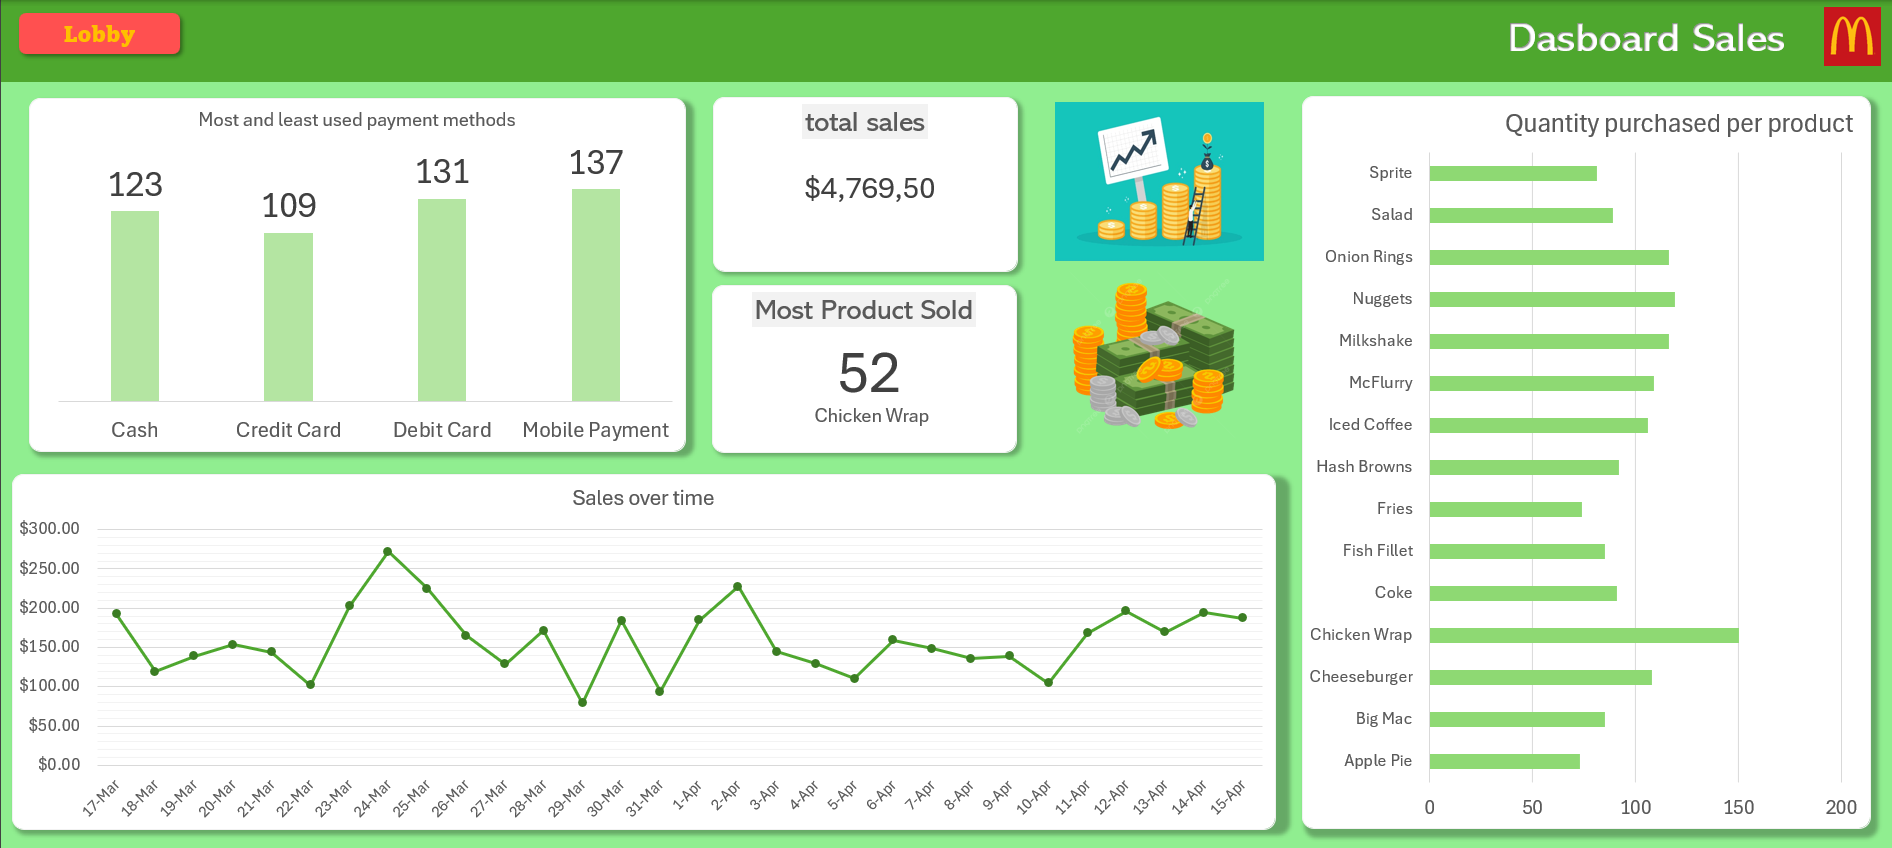 Lobby
Dasboard Sales
Most and least used payment methods
123
109
131
137
Cash
Credit Card
Debit Card
Mobile Payment
total sales
$4,769,50
Most Product Sold
52
Chicken Wrap
Quantity purchased per product
Sprite
Salad
Onion Rings
Nuggets
Milkshake
McFlurry
Iced Coffee
Hash Browns
Fries
Fish Fillet
Coke
Chicken Wrap
Cheeseburger
Big Mac
Apple Pie
0 50 100 150 200
Sales over time
$300.00
$250.00
$200.00
$150.00
$100.00
$50.00
$0.00
17-Mar
18-Mar
19-Mar
20-Mar
21-Mar
22-Mar
23-Mar
24-Mar
25-Mar
26-Mar
27-Mar
28-Mar
29-Mar
30-Mar
31-Mar
1-Apr
2-Apr
3-Apr
4-Apr
5-Apr
6-Apr
7-Apr
8-Apr
9-Apr
10-Apr
11-Apr
12-Apr
13-Apr
14-Apr
15-Apr